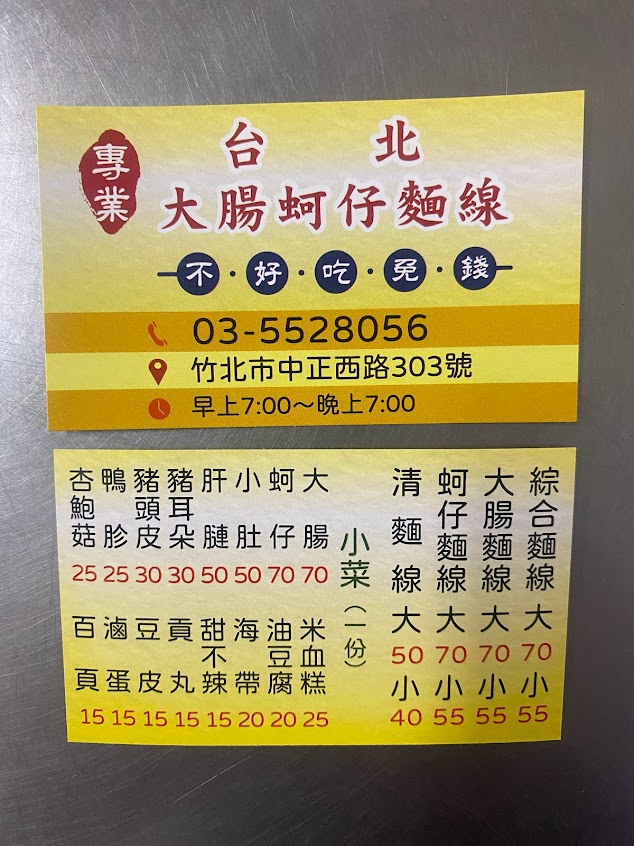 專業
台北
大腸蚵仔麵線
不·好·吃·免·錢
03-5528056
竹北市中正西路303號
早上7:00～晚上7:00
綜合麵線 大 70 小 55
大腸麵線 大 70 小 55
蚵仔麵線 大 70 小 55
清麵線 大 50 小 40
小菜（一份）
大腸 70
蚵仔 70
小肚 50
肝膁 50
豬耳朵 30
豬頭皮 30
鴨胗 25
杏鮑菇 25
米血糕 25
油豆腐 20
海帶 20
甜不辣 15
貢丸 15
豆皮 15
滷蛋 15
百頁 15